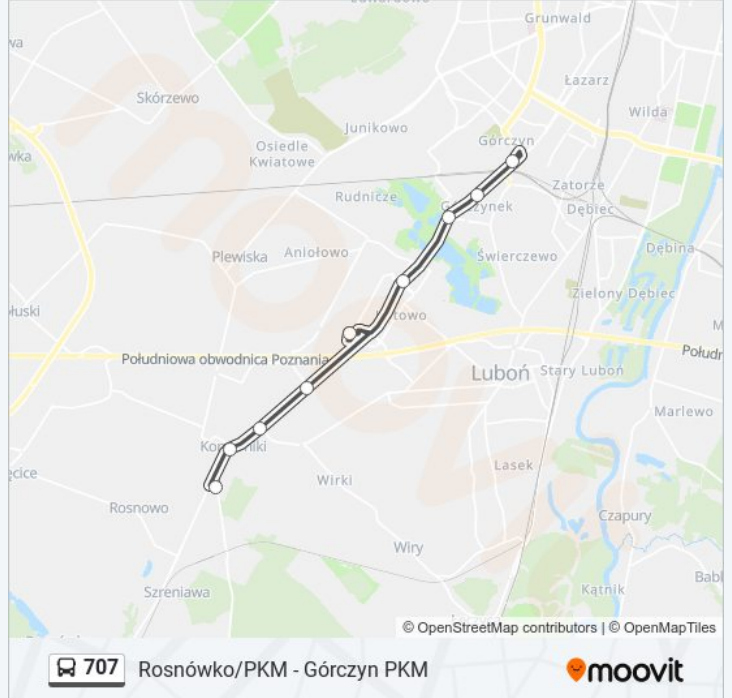 Grunwald
Łazarz
Skórzewo
Wilda
Junikowo
Osiedle
Kwiatowe
Górczyn
Zatorze
Dębiec
Rudnicze
Plewiska
Aniołowo
Świerczewo
Dębina
Zielony Dębiec
Południowa obwodnica Poznania
Luboń
Stary Luboń
Marlewo
Lasek
Wirki
Rosnowo
Czapury
Wiry
Kątnik
Szreniawa
© OpenStreetMap contributors | © OpenMapTiles
707
Rosnówko/PKM - Górczyn PKM
moovit